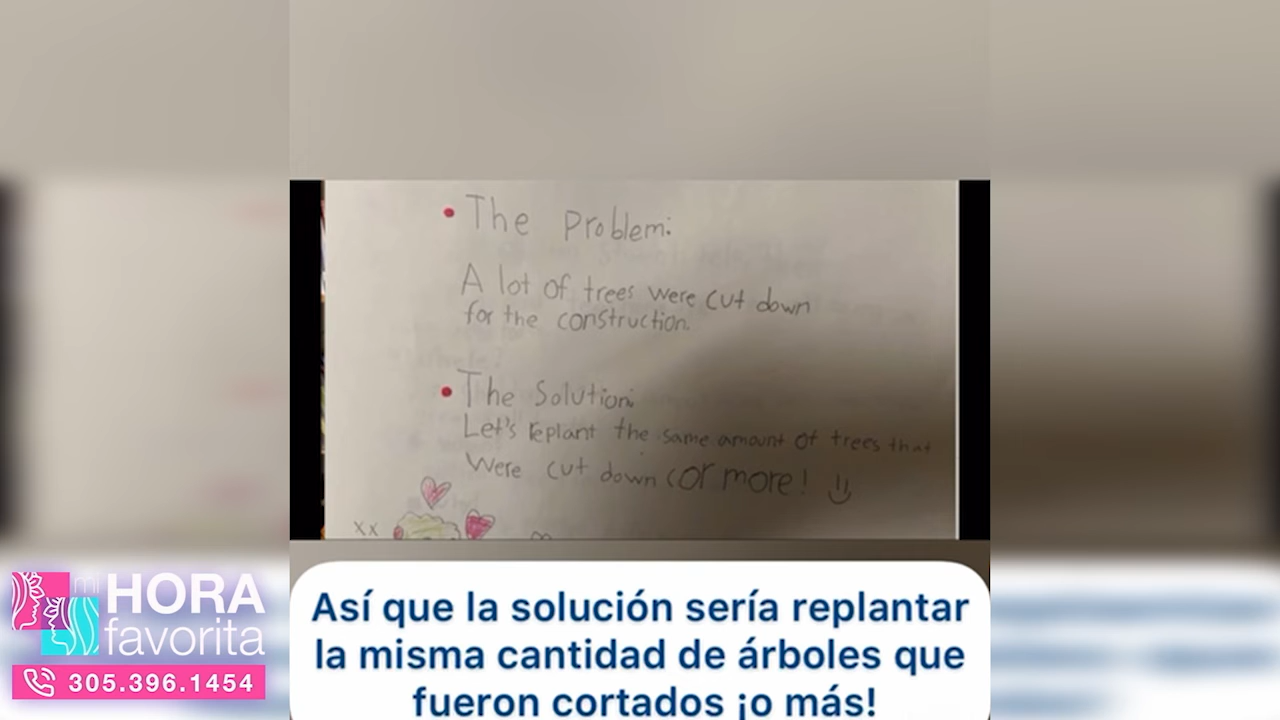 • The Problem:
A lot of trees were cut down
for the construction.
• The Solution:
Let's replant the same amount of trees that
were cut down (or more!
xx
Así que la solución sería replantar
la misma cantidad de árboles que
fueron cortados ¡o más!
mi HORA
favorita
305.396.1454